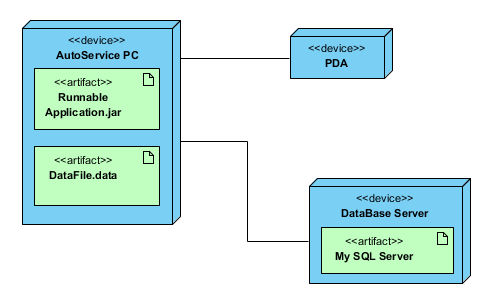 <<device>>
AutoService PC
<<artifact>>
Runnable
Application.jar
<<artifact>>
DataFile.data
<<device>>
PDA
<<device>>
DataBase Server
<<artifact>>
My SQL Server